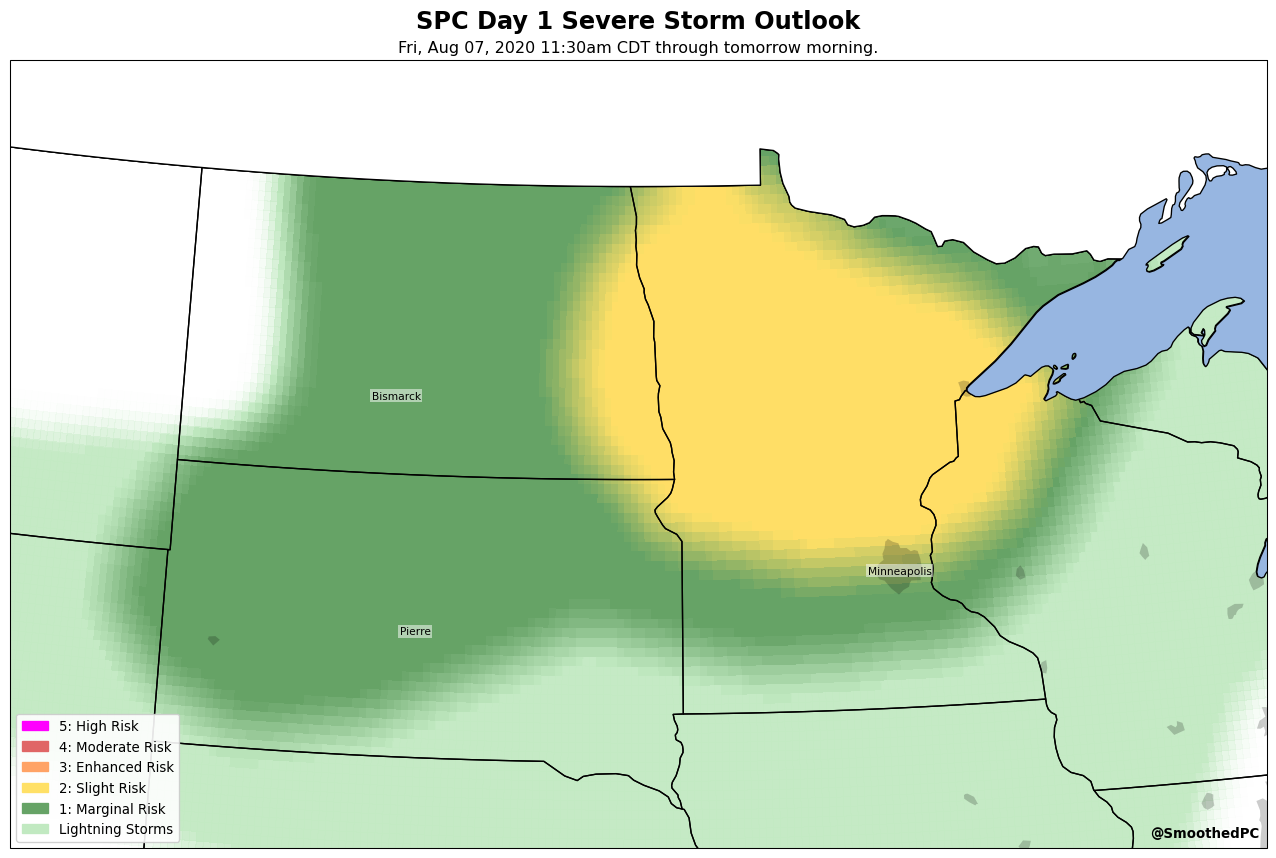 SPC Day 1 Severe Storm Outlook
Fri, Aug 07, 2020 11:30am CDT through tomorrow morning.
Bismarck
Minneapolis
Pierre
5: High Risk
4: Moderate Risk
3: Enhanced Risk
2: Slight Risk
1: Marginal Risk
Lightning Storms
@SmoothedPC